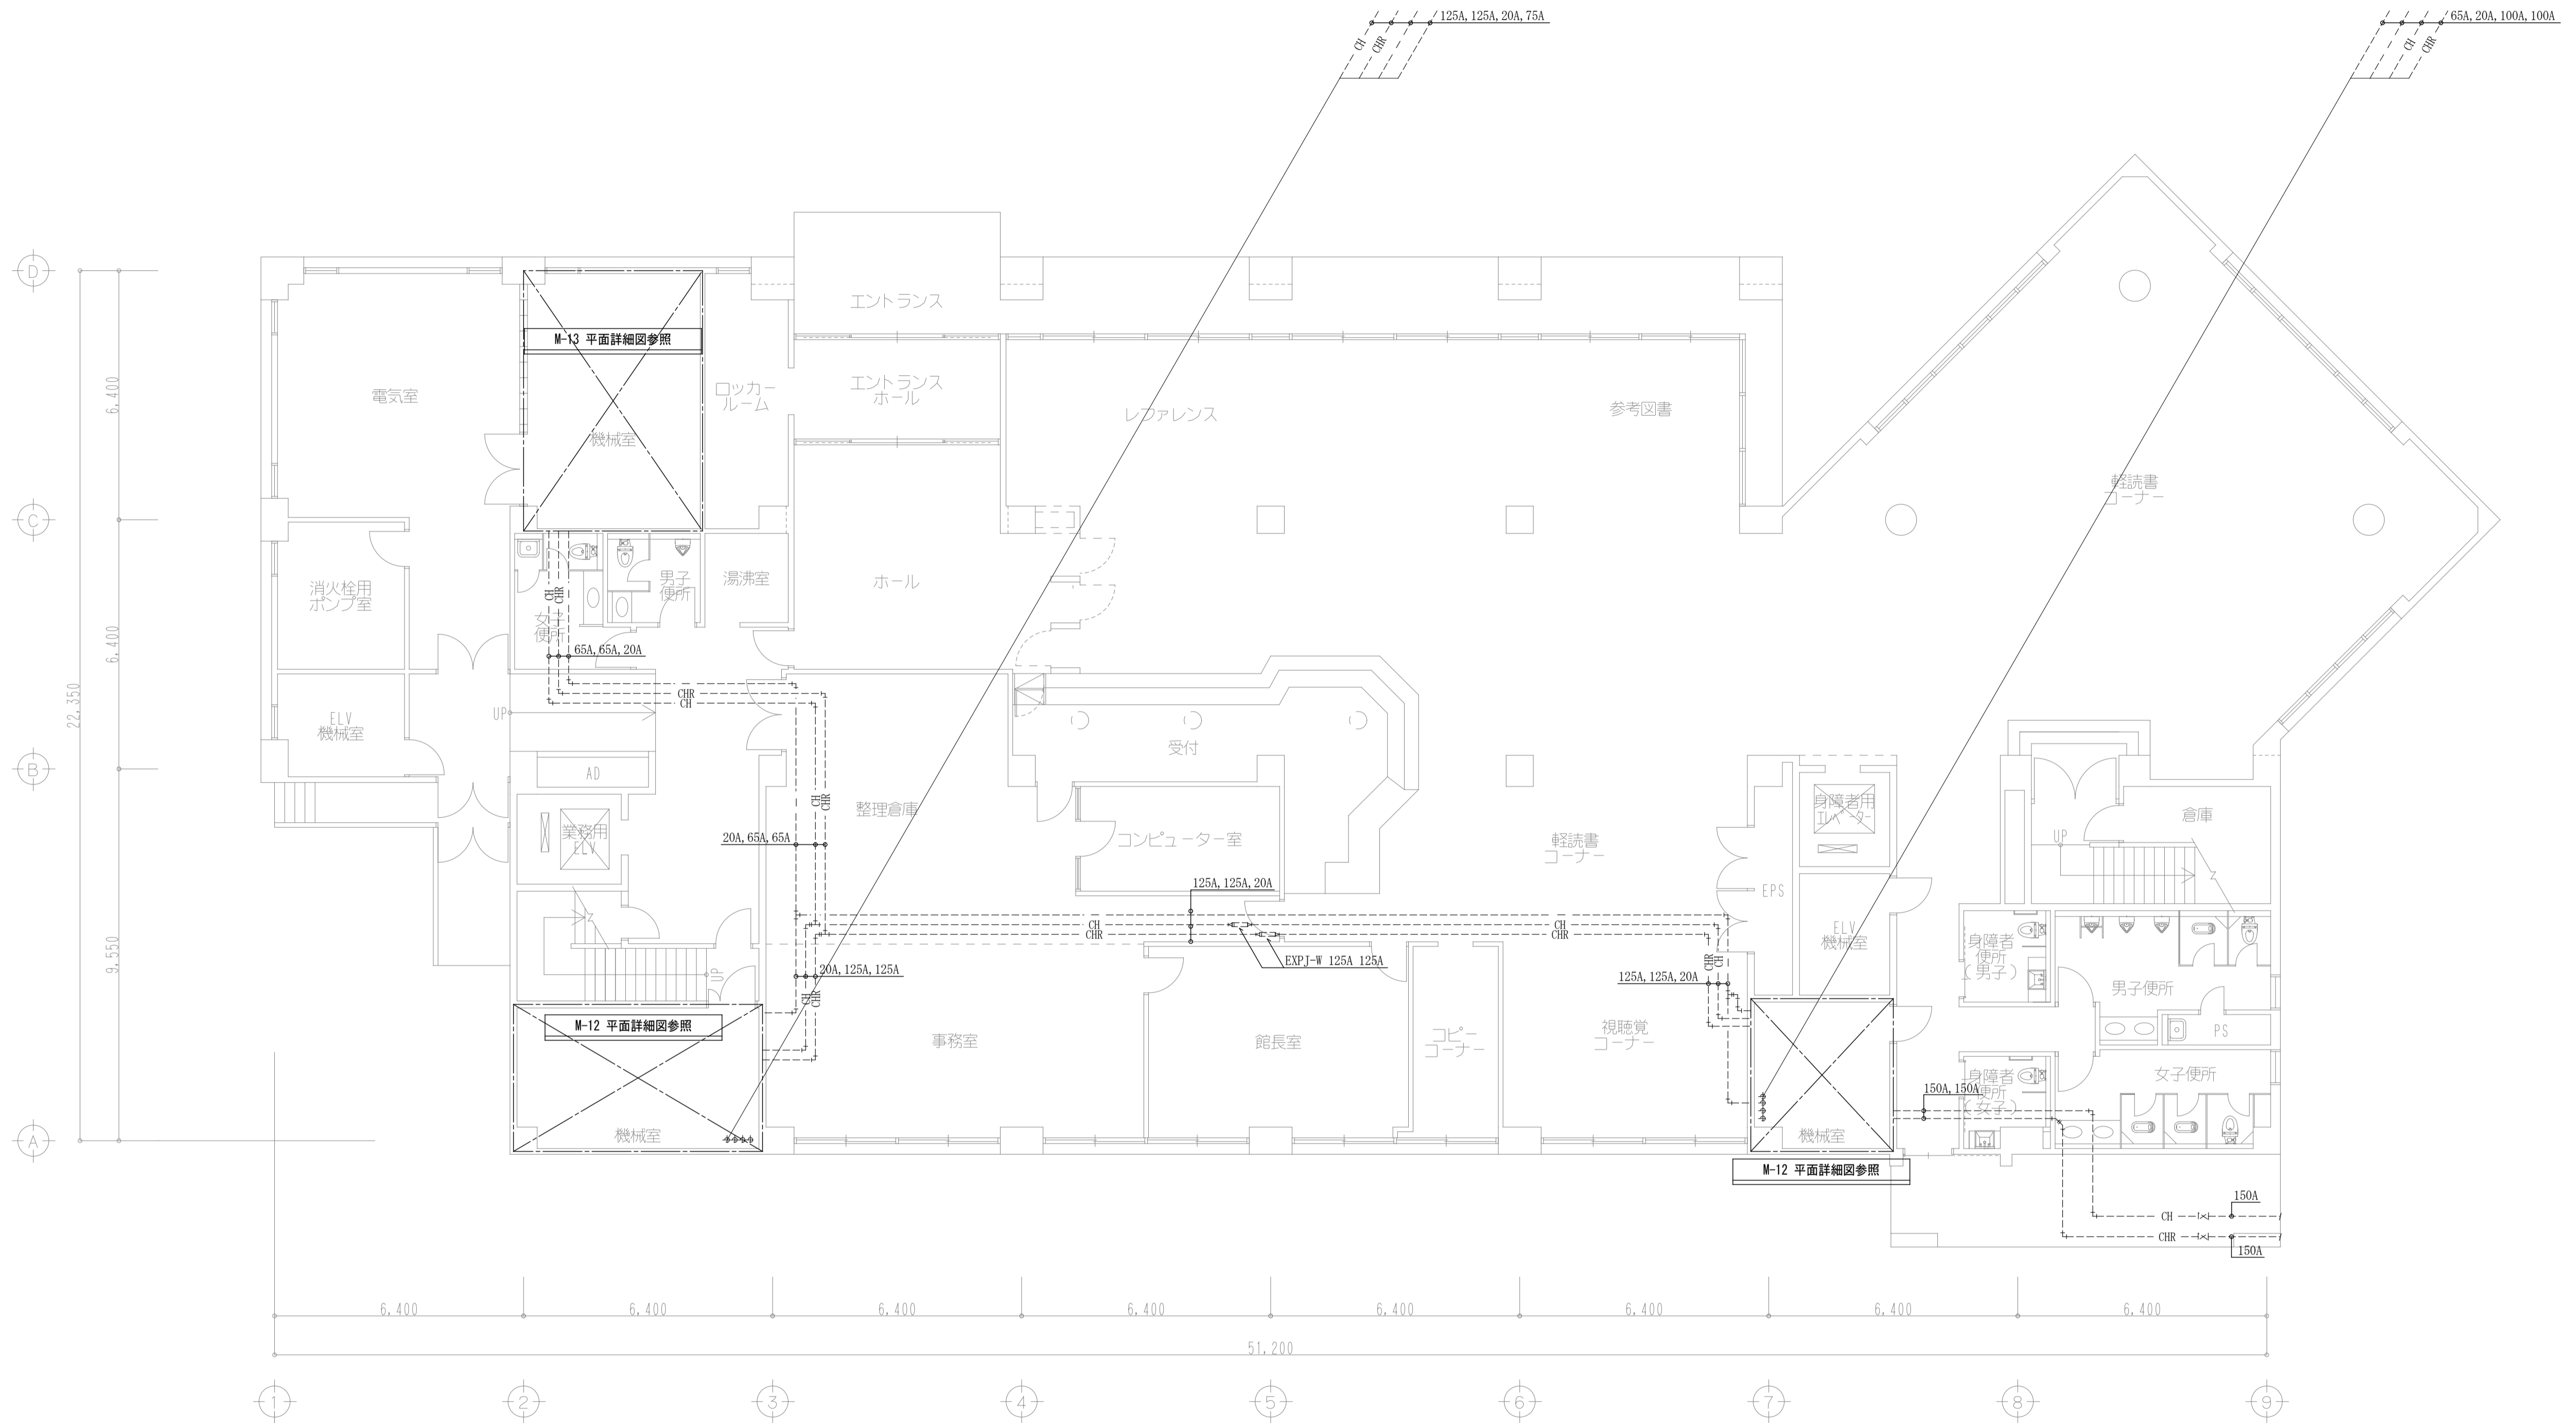 125A, 125A, 20A, 75A
CH
CHR
65A, 20A, 100A, 100A
CH
CHR
D
エントランス
M-13 平面詳細図参照
6,400
電気室
ロッカー
ルーム
エントランス
ホール
レファレンス
参考図書
機械室
軽読書
コーナー
C
消火栓用
ポンプ室
CH
CHR
女子
便所
男子
便所
湯沸室
ホール
6,400
65A, 65A, 20A
22,350
CHR
CH
UP
ELV
機械室
受付
B
AD
CH
CHR
整理倉庫
身障者用
エレベーター
倉庫
業務用
ELV
20A, 65A, 65A
コンピューター室
軽読書
コーナー
UP
125A, 125A, 20A
EPS
9,550
CH
CH
CHR
CHR
ELV
機械室
身障者
便所
(男子)
EXPJ-W 125A 125A
20A, 125A, 125A
UP
125A, 125A, 20A
CHR
CH
男子便所
CH
CHR
M-12 平面詳細図参照
事務室
館長室
コピー
コーナー
視聴覚
コーナー
PS
身障者
便所
(女子)
女子便所
150A, 150A
A
機械室
機械室
M-12 平面詳細図参照
150A
CH
CHR
150A
6,400
6,400
6,400
6,400
6,400
6,400
6,400
6,400
51,200
1
2
3
4
5
6
7
8
9